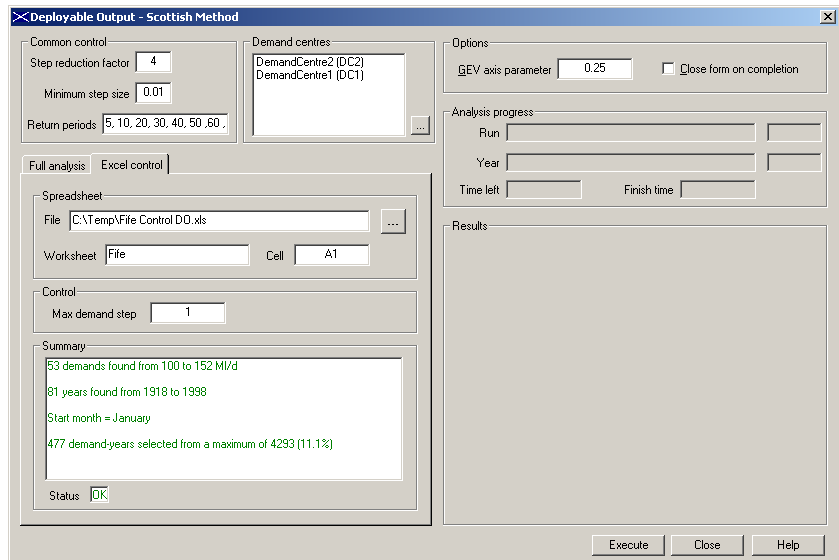 Deployable Output - Scottish Method
Common control
Step reduction factor 4
Minimum step size 0.01
Return periods 5, 10, 20, 30, 40, 50 ,60 ,
Demand centres
DemandCentre2 (DC2)
DemandCentre1 (DC1)
...
Options
GEV axis parameter 0.25
Close form on completion
Analysis progress
Run
Year
Time left
Finish time
Full analysis
Excel control
Spreadsheet
File C:\Temp\Fife Control DO.xls ...
Worksheet Fife Cell A1
Control
Max demand step 1
Summary
53 demands found from 100 to 152 Ml/d
81 years found from 1918 to 1998
Start month = January
477 demand-years selected from a maximum of 4293 (11.1%)
Status OK
Results
Execute
Close
Help